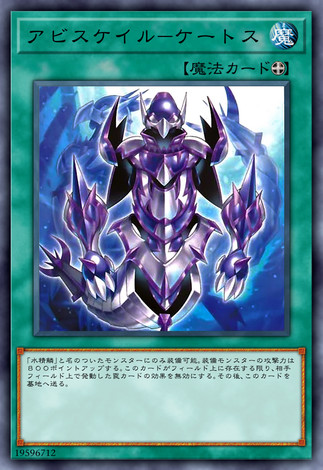 アビスケイル－ケートス
魔
【魔法カード】
「水精鱗」と名のついたモンスターにのみ装備可能。装備モンスターの攻撃力は
８００ポイントアップする。このカードがフィールド上に存在する限り、相手
フィールド上で発動した罠カードの効果を無効にする。その後、このカードを
墓地へ送る。
19596712